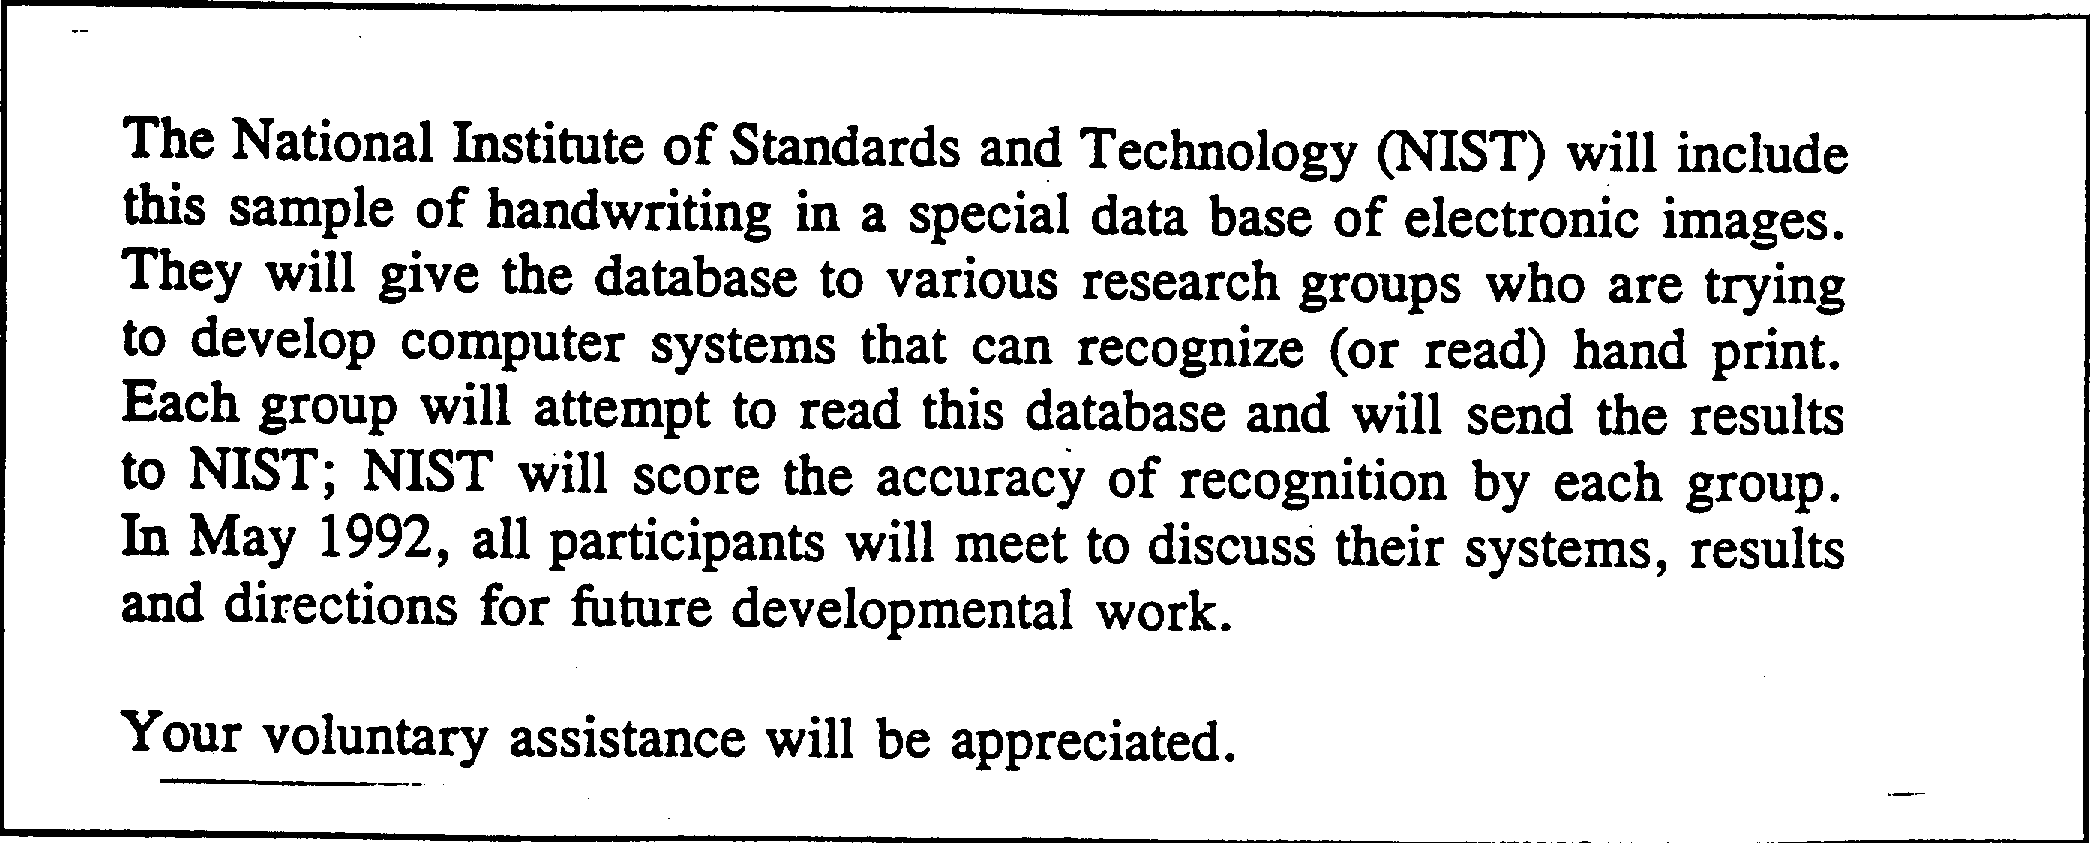 The National Institute of Standards and Technology (NIST) will include
this sample of handwriting in a special data base of electronic images.
They will give the database to various research groups who are trying
to develop computer systems that can recognize (or read) hand print.
Each group will attempt to read this database and will send the results
to NIST; NIST will score the accuracy of recognition by each group.
In May 1992, all participants will meet to discuss their systems, results
and directions for future developmental work.
Your voluntary assistance will be appreciated.